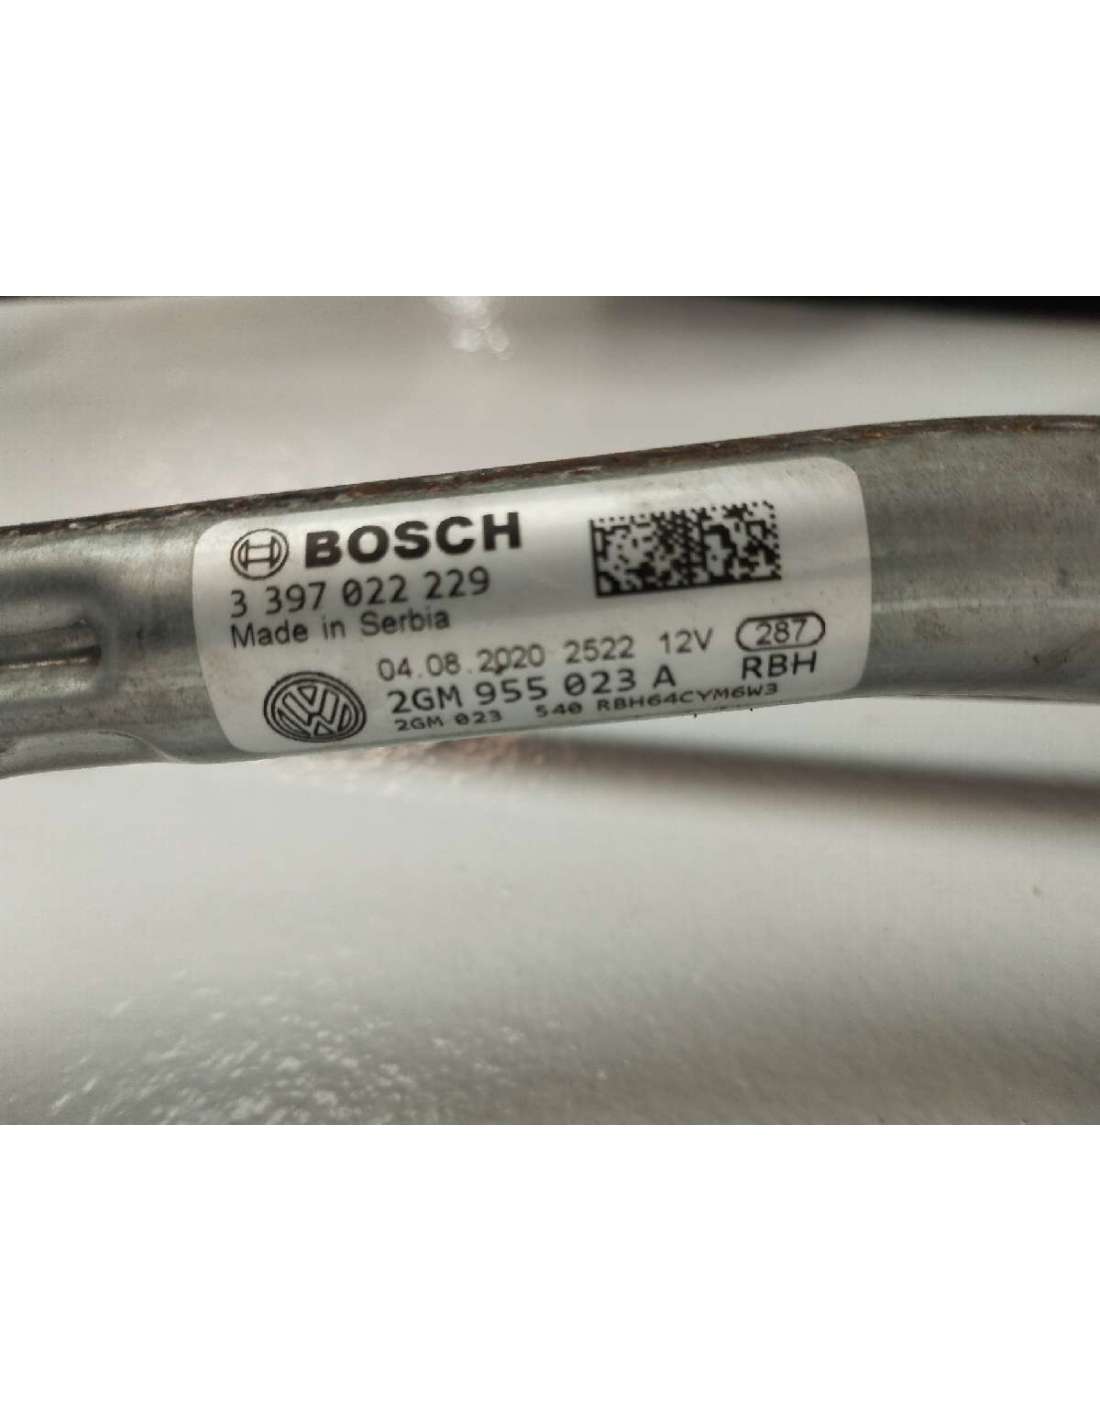 BOSCH
3 397 022 229
Made in Serbia
04.08.2020 2522 12V 287
2GM 955 023 A RBH
2GM 023 540 RBH64CYM6W3